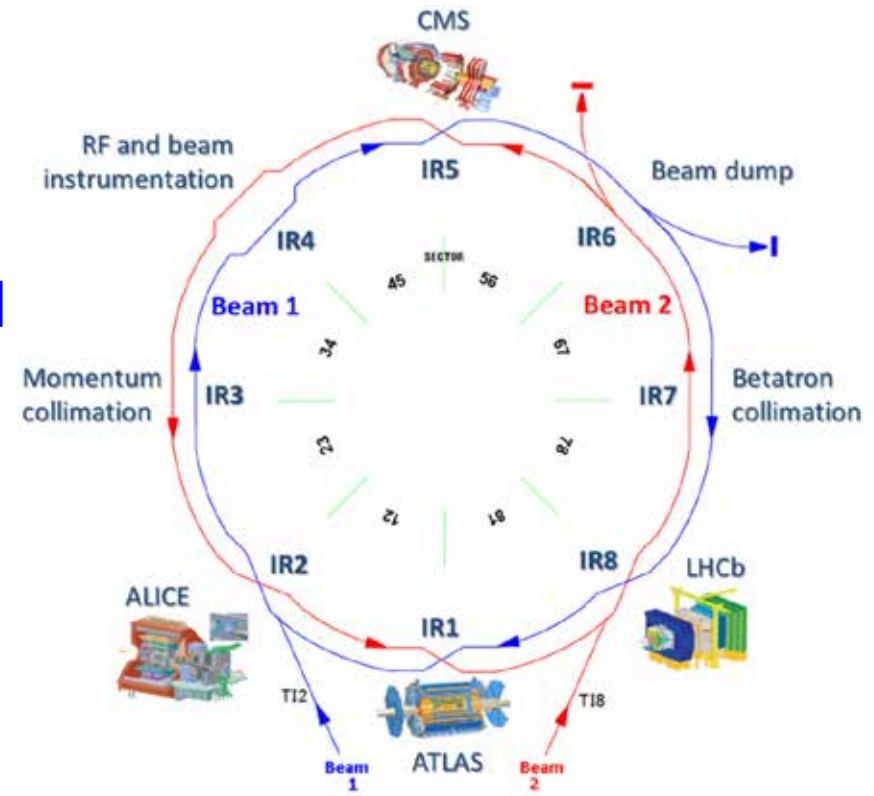 CMS
RF and beam
instrumentation
IR5
Beam dump
IR4
IR6
SECTOR
45
56
Beam 1
Beam 2
34
67
Momentum
collimation
IR3
IR7
Betatron
collimation
23
78
12
81
IR2
IR8
ALICE
LHCb
IR1
TI2
TI8
ATLAS
Beam
1
Beam
2